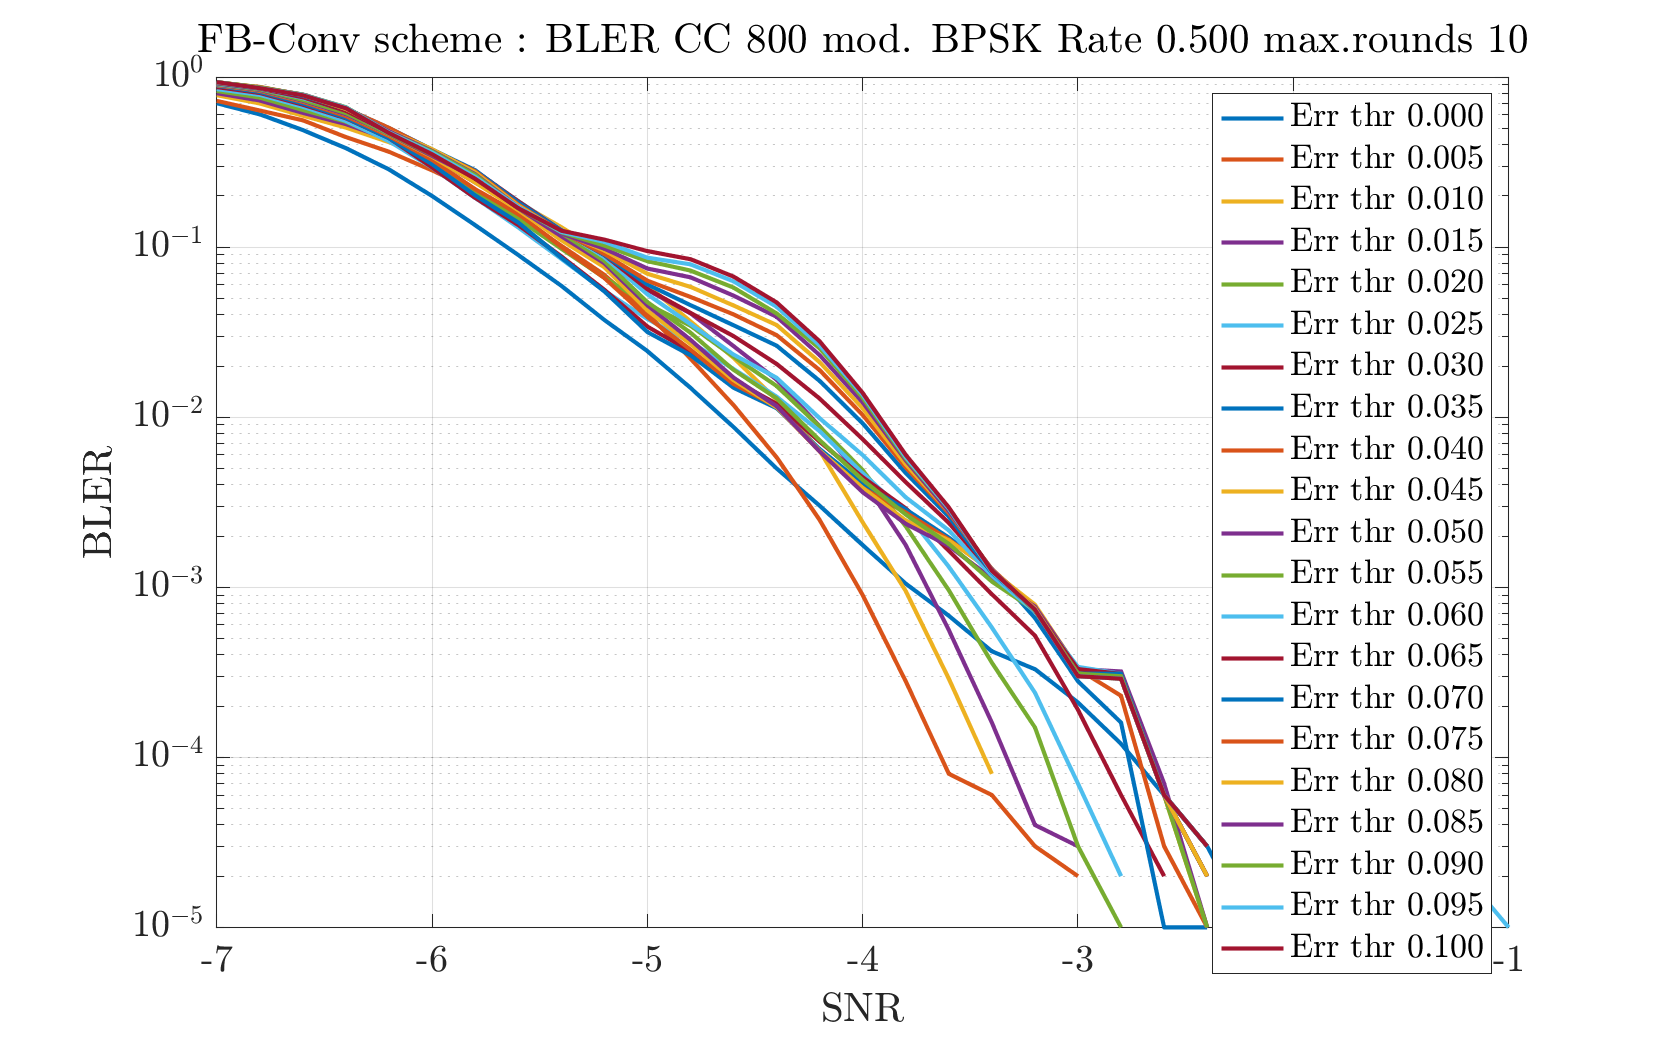 FB-Conv scheme : BLER CC 800 mod. BPSK Rate 0.500 max.rounds 10
10^0
10^-1
10^-2
10^-3
10^-4
10^-5
BLER
-7 -6 -5 -4 -3 -1
SNR
Err thr 0.000
Err thr 0.005
Err thr 0.010
Err thr 0.015
Err thr 0.020
Err thr 0.025
Err thr 0.030
Err thr 0.035
Err thr 0.040
Err thr 0.045
Err thr 0.050
Err thr 0.055
Err thr 0.060
Err thr 0.065
Err thr 0.070
Err thr 0.075
Err thr 0.080
Err thr 0.085
Err thr 0.090
Err thr 0.095
Err thr 0.100